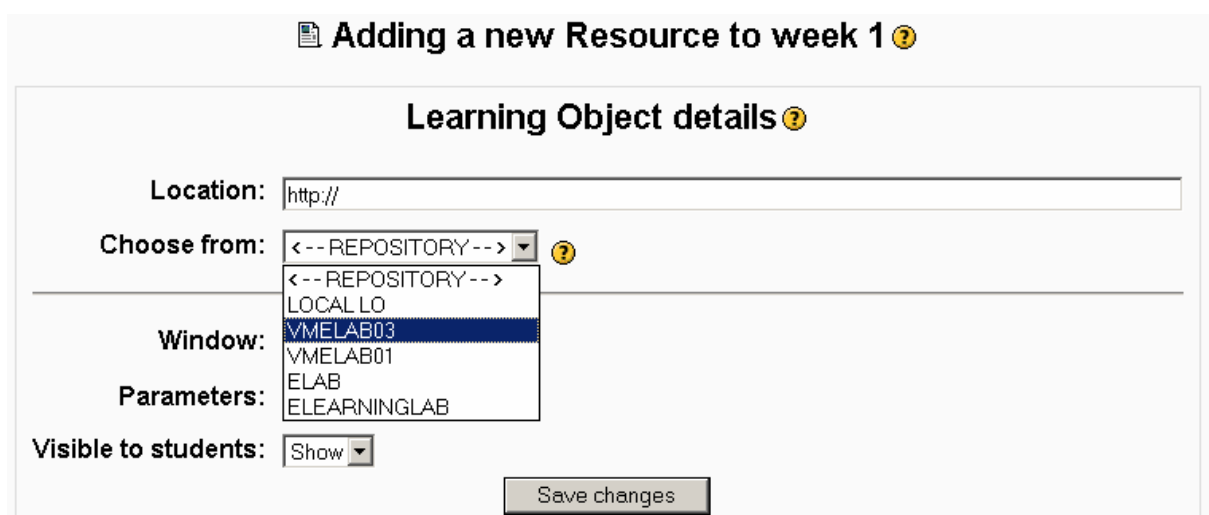 Adding a new Resource to week 1
Learning Object details
Location: http://
Choose from: <--REPOSITORY-->
<--REPOSITORY-->
LOCAL LO
VMELAB03
Window:
VMELAB01
ELAB
Parameters:
ELEARNINGLAB
Visible to students: Show
Save changes